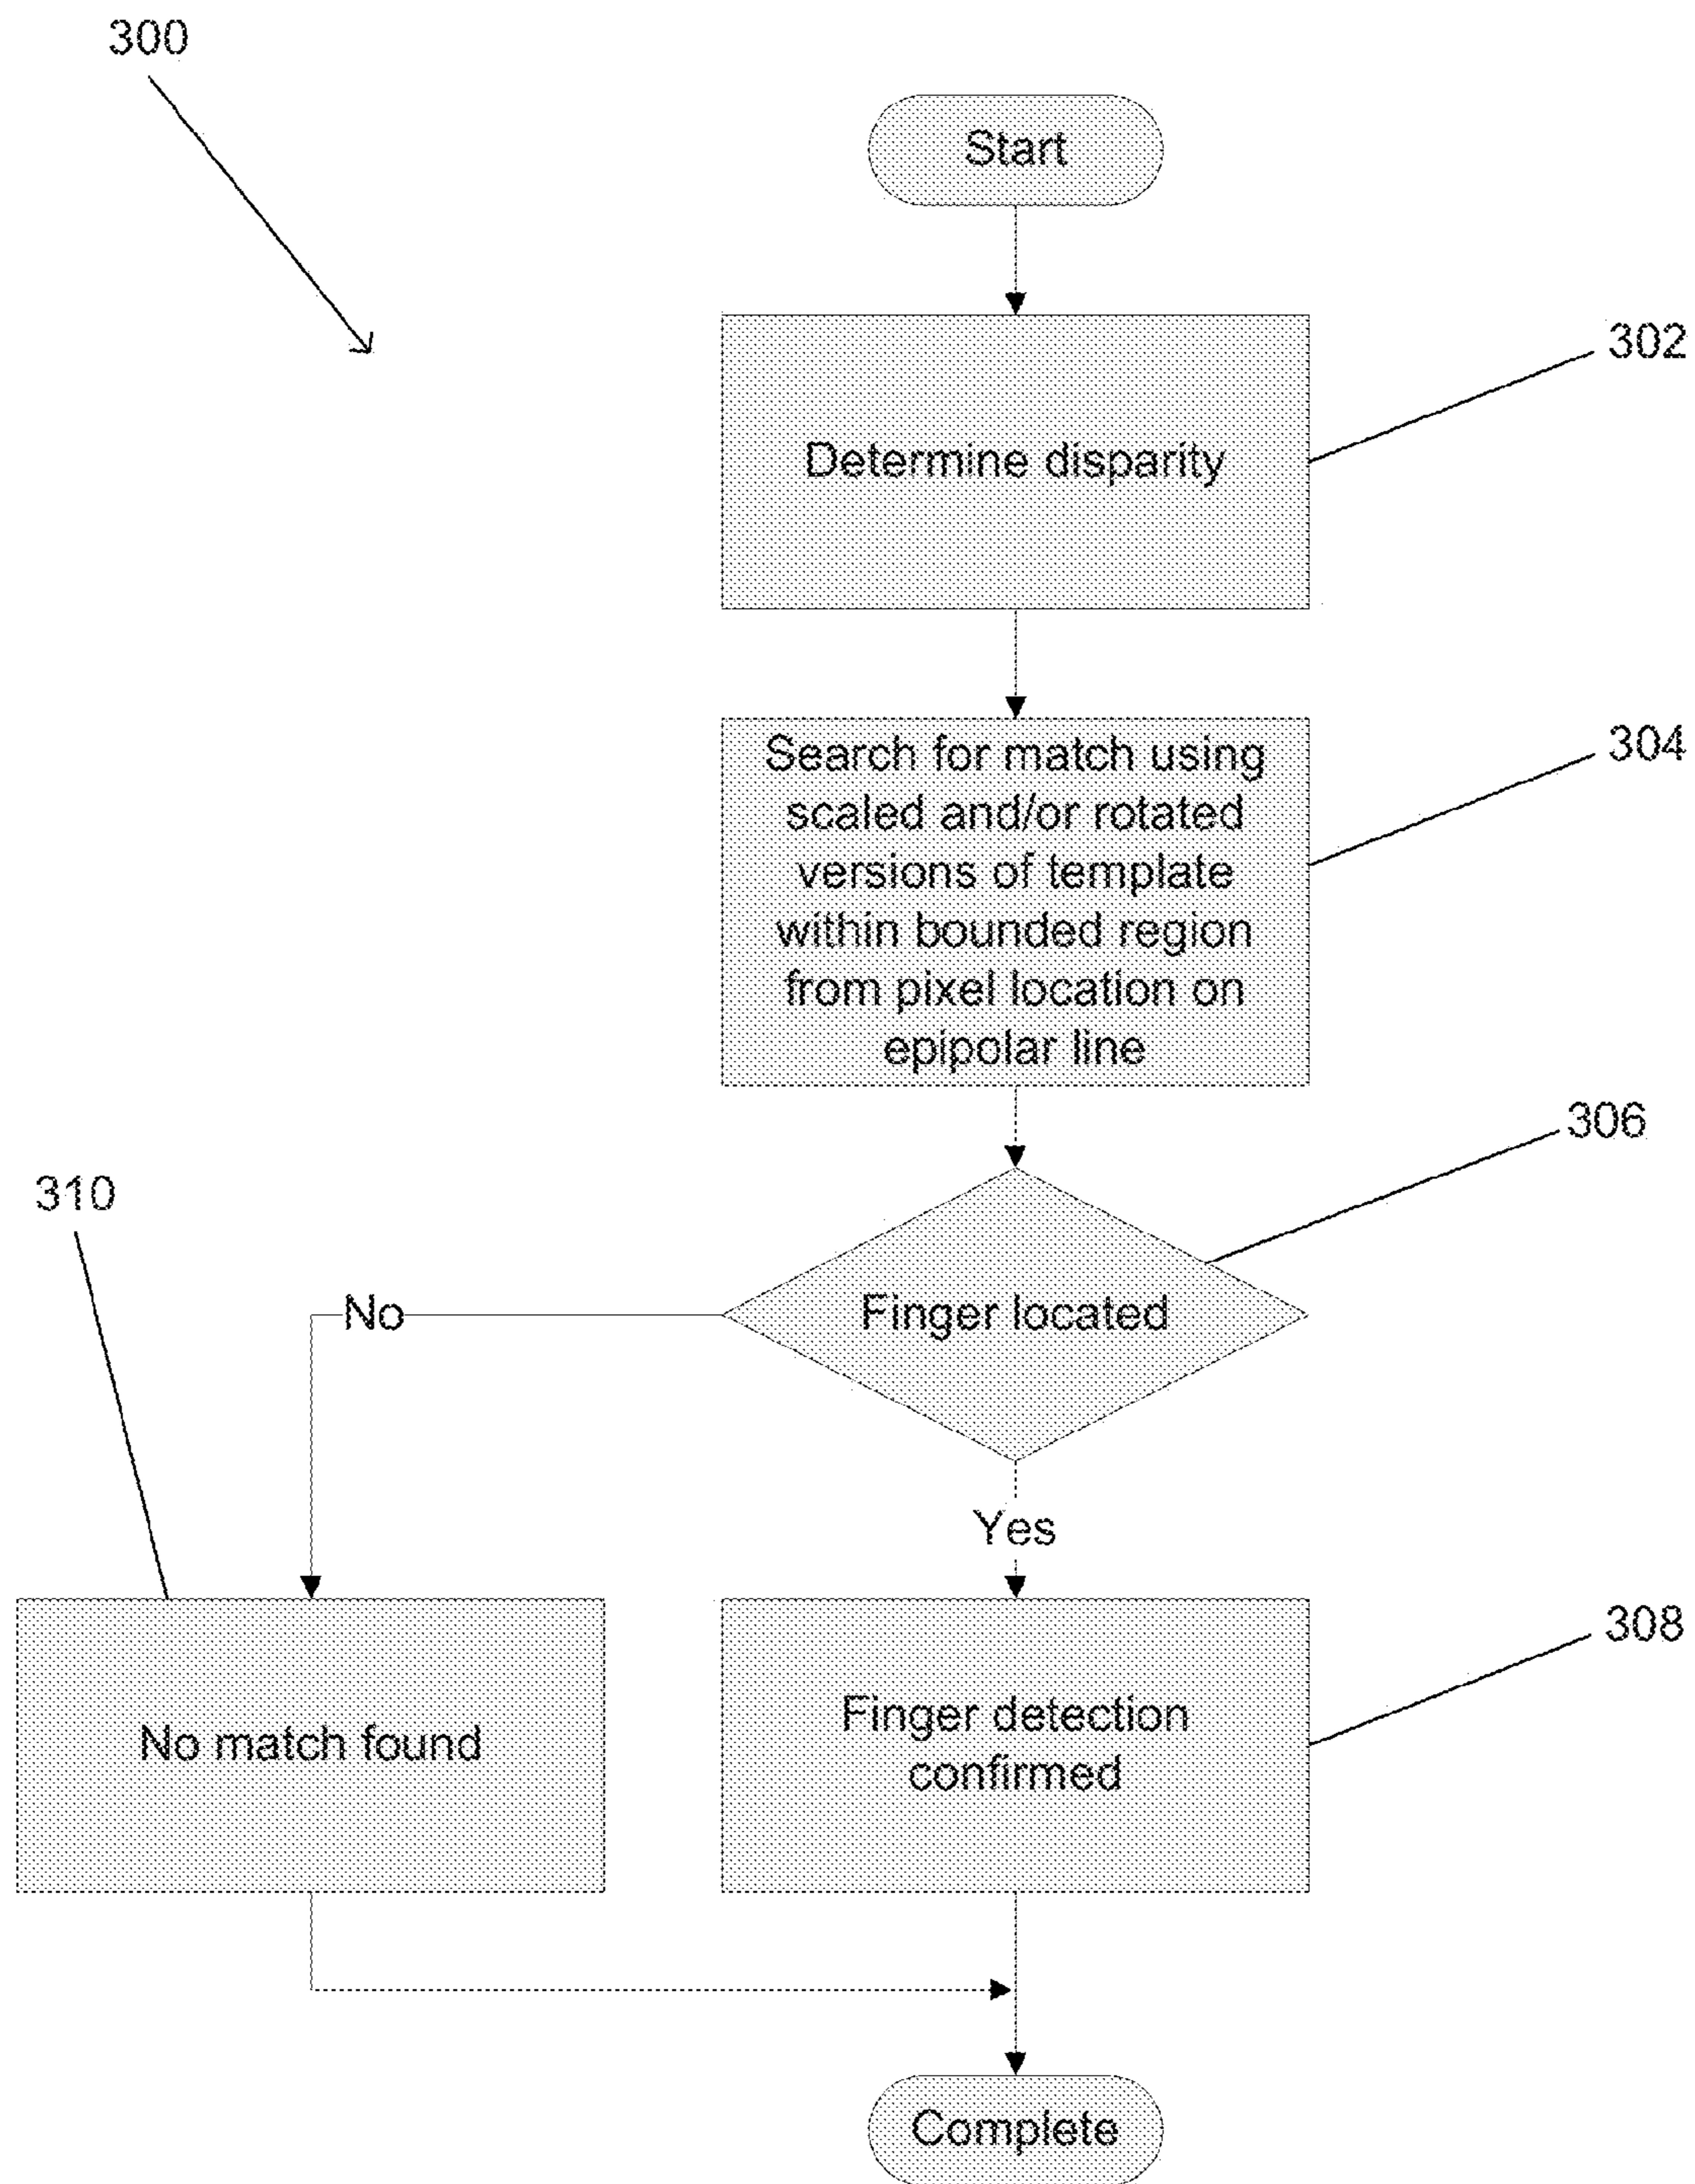 300
Start
302
Determine disparity
304
Search for match using
scaled and/or rotated
versions of template
within bounded region
from pixel location on
epipolar line
306
310
No
Finger located
Yes
308
No match found
Finger detection
confirmed
Complete